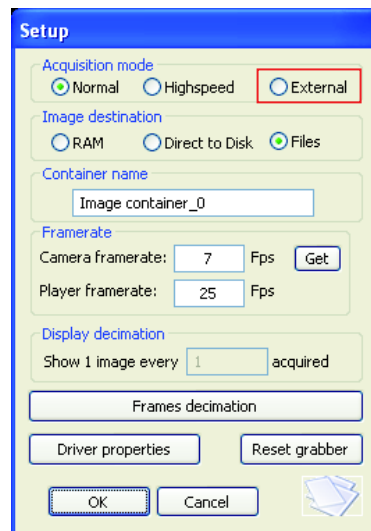 Setup
Acquisition mode
Normal Highspeed External
Image destination
RAM Direct to Disk Files
Container name
Image container_0
Framerate
Camera framerate: 7 Fps Get
Player framerate: 25 Fps
Display decimation
Show 1 image every 1 acquired
Frames decimation
Driver properties Reset grabber
OK Cancel